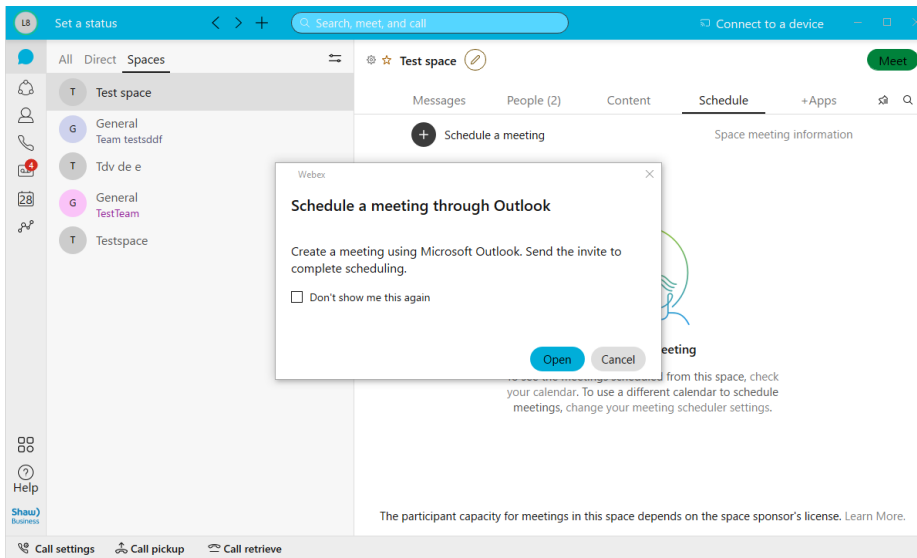 L8 Set a status Search, meet, and call Connect to a device
All Direct Spaces
T Test space
G General
Team testsddf
T Tdv de e
G General
TestTeam
T Testspace
4
28
Help
Shaw)
Business
Test space Meet
Messages People (2) Content Schedule +Apps
Schedule a meeting Space meeting information
Webex
Schedule a meeting through Outlook
Create a meeting using Microsoft Outlook. Send the invite to
complete scheduling.
Don't show me this again
Open Cancel
eeting
To see the meetings scheduled from this space, check
your calendar. To use a different calendar to schedule
meetings, change your meeting scheduler settings.
The participant capacity for meetings in this space depends on the space sponsor's license. Learn More.
Call settings Call pickup Call retrieve